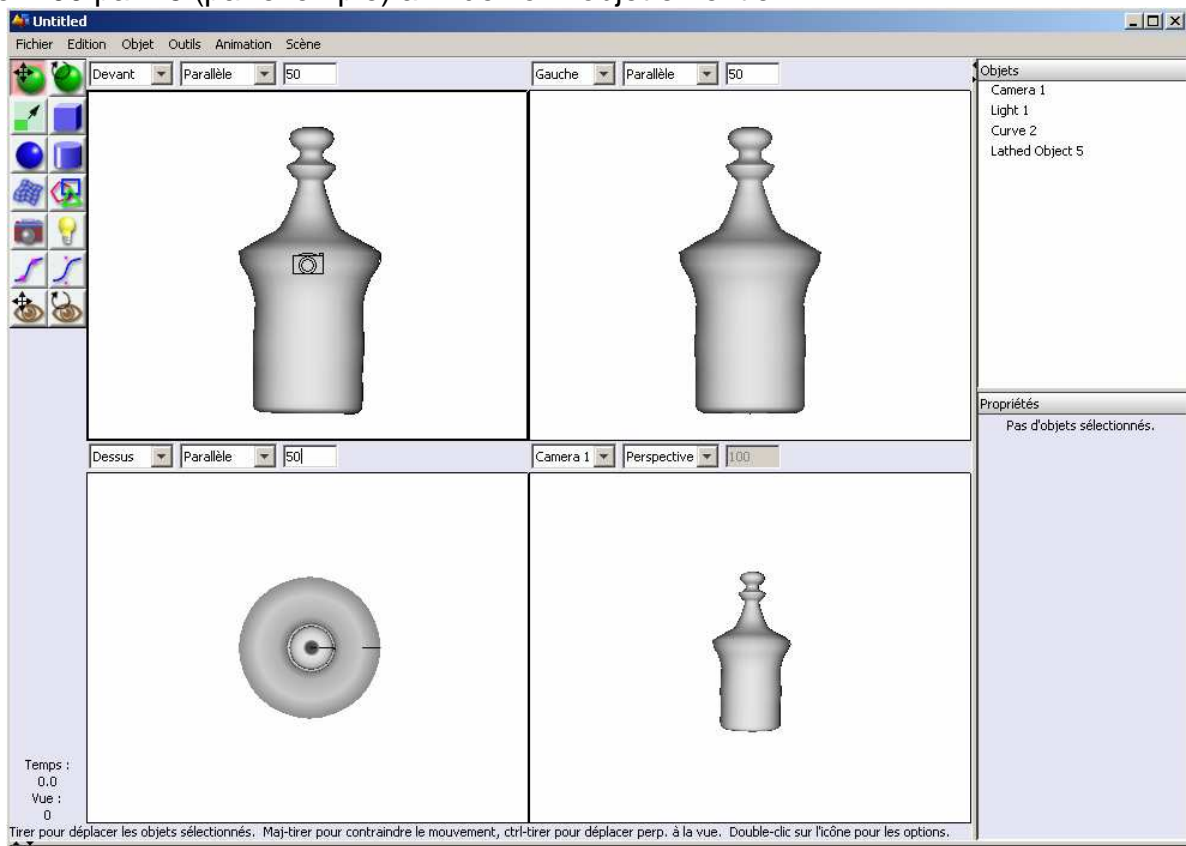 (par exemple)
Untitled
Fichier Edition Objet Outils Animation Scène
Devant Parallèle 50 Gauche Parallèle 50
Objets
Camera 1
Light 1
Curve 2
Lathed Object 5
Propriétés
Pas d'objets sélectionnés.
Dessus Parallèle 50 Camera 1 Perspective 100
Temps :
0.0
Vue :
0
Tirer pour déplacer les objets sélectionnés. Maj-tirer pour contraindre le mouvement, ctrl-tirer pour déplacer perp. à la vue. Double-clic sur l'icône pour les options.